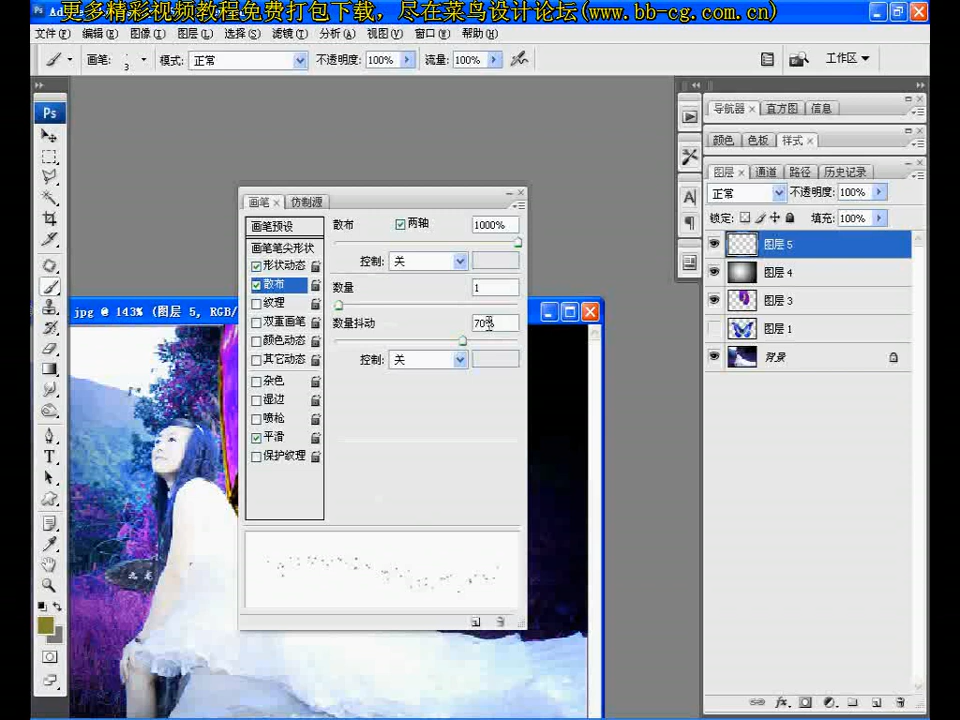 更多精彩视频教程免费打包下载，尽在菜鸟设计论坛(www.bb-cg.com.cn)
文件(F) 编辑(E) 图像(I) 图层(L) 选择(S) 滤镜(T) 分析(A) 视图(V) 窗口(W) 帮助(H)
画笔: 3 模式: 正常 不透明度: 100% 流量: 100% 工作区
Ps
导航器 × 直方图 信息
颜色 色板 样式 ×
图层 × 通道 路径 历史记录
正常 不透明度: 100%
锁定: 填充: 100%
图层 5
图层 4
图层 3
图层 1
背景
画笔 × 仿制源
画笔预设
画笔笔尖形状
形状动态
散布
纹理
双重画笔
颜色动态
其它动态
杂色
湿边
喷枪
平滑
保护纹理
散布 两轴 1000%
控制: 关
数量 1
数量抖动 70%
控制: 关
jpg @ 143% (图层 5, RGB/